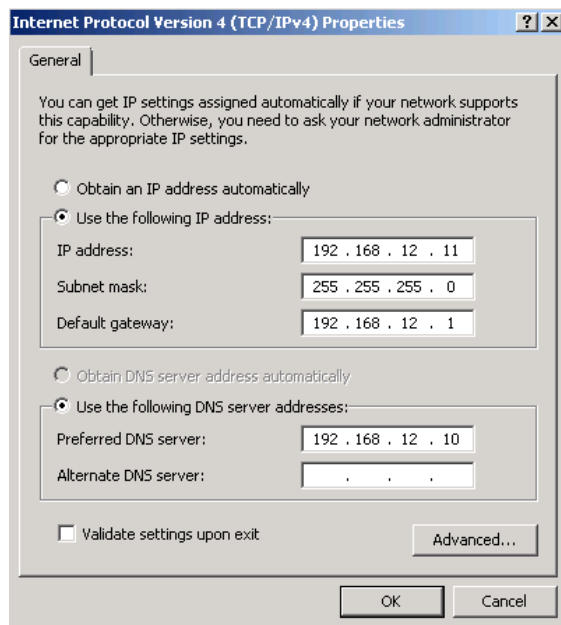 Internet Protocol Version 4 (TCP/IPv4) Properties
General
You can get IP settings assigned automatically if your network supports
this capability. Otherwise, you need to ask your network administrator
for the appropriate IP settings.
Obtain an IP address automatically
Use the following IP address:
IP address: 192 . 168 . 12 . 11
Subnet mask: 255 . 255 . 255 . 0
Default gateway: 192 . 168 . 12 . 1
Obtain DNS server address automatically
Use the following DNS server addresses:
Preferred DNS server: 192 . 168 . 12 . 10
Alternate DNS server: . . .
Validate settings upon exit
Advanced...
OK Cancel